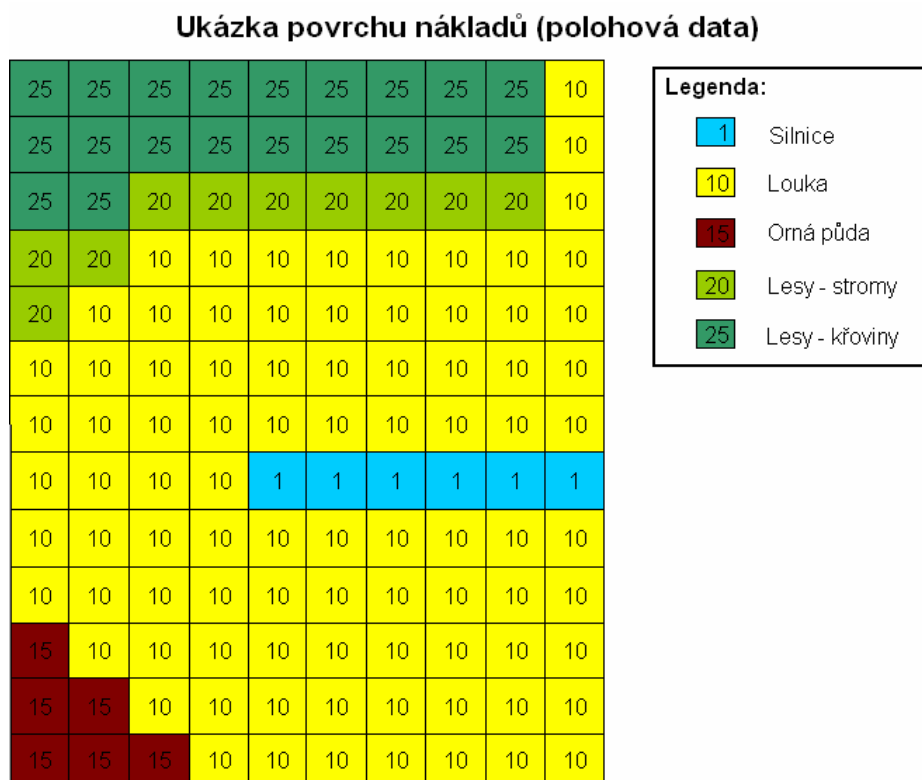 Ukázka povrchu nákladů (polohová data)
25 25 25 25 25 25 25 25 25 10
25 25 25 25 25 25 25 25 25 10
25 25 20 20 20 20 20 20 20 10
20 20 10 10 10 10 10 10 10 10
20 10 10 10 10 10 10 10 10 10
10 10 10 10 10 10 10 10 10 10
10 10 10 10 10 10 10 10 10 10
10 10 10 10 1 1 1 1 1 1
10 10 10 10 10 10 10 10 10 10
10 10 10 10 10 10 10 10 10 10
15 10 10 10 10 10 10 10 10 10
15 15 10 10 10 10 10 10 10 10
15 15 15 10 10 10 10 10 10 10
Legenda:
1 Silnice
10 Louka
15 Orná půda
20 Lesy - stromy
25 Lesy - křoviny